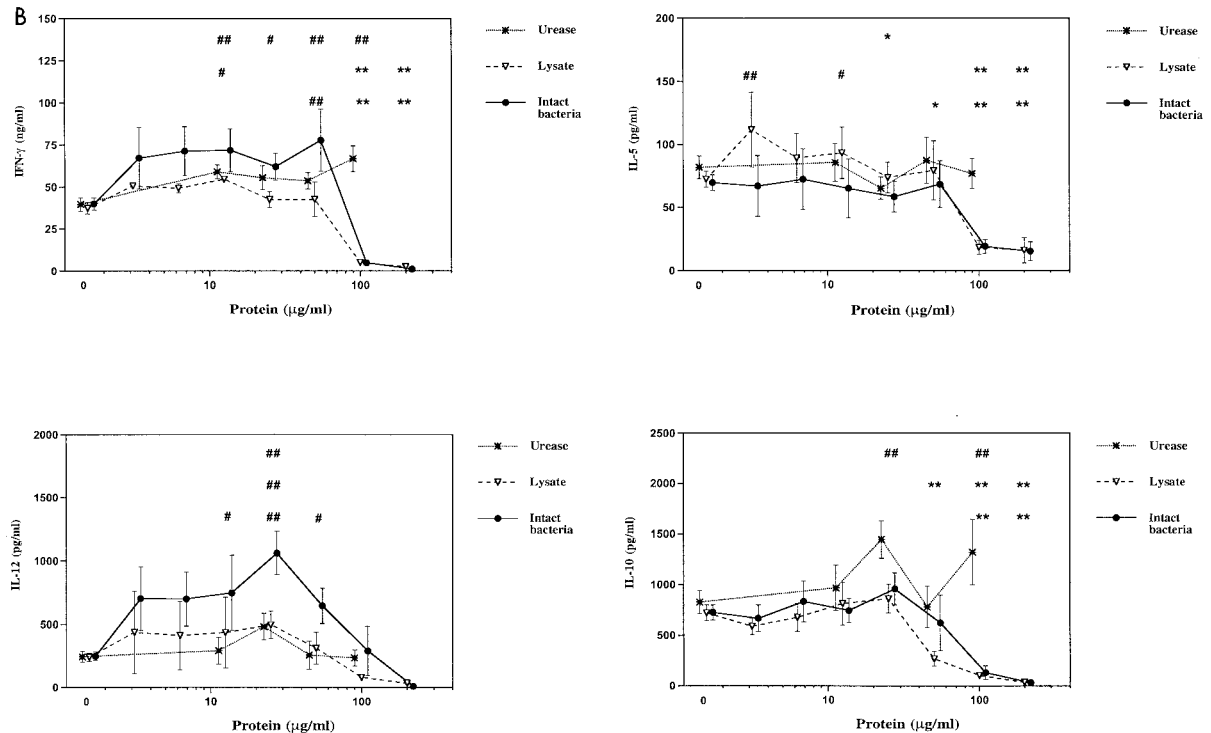 B
150
125
100
75
50
25
0
IFN-γ (ng/ml)
## # ## ##
# ** **
## ** **
0 10 100
Protein (μg/ml)
Urease
Lysate
Intact
bacteria
200
150
100
50
0
IL-5 (pg/ml)
*
## # ** **
* ** **
0 10 100
Protein (μg/ml)
Urease
Lysate
Intact
bacteria
2000
1500
1000
500
0
IL-12 (pg/ml)
##
##
# ## #
0 10 100
Protein (μg/ml)
Urease
Lysate
Intact
bacteria
2500
2000
1500
1000
500
0
IL-10 (pg/ml)
## ##
** ** **
** **
0 10 100
Protein (μg/ml)
Urease
Lysate
Intact
bacteria